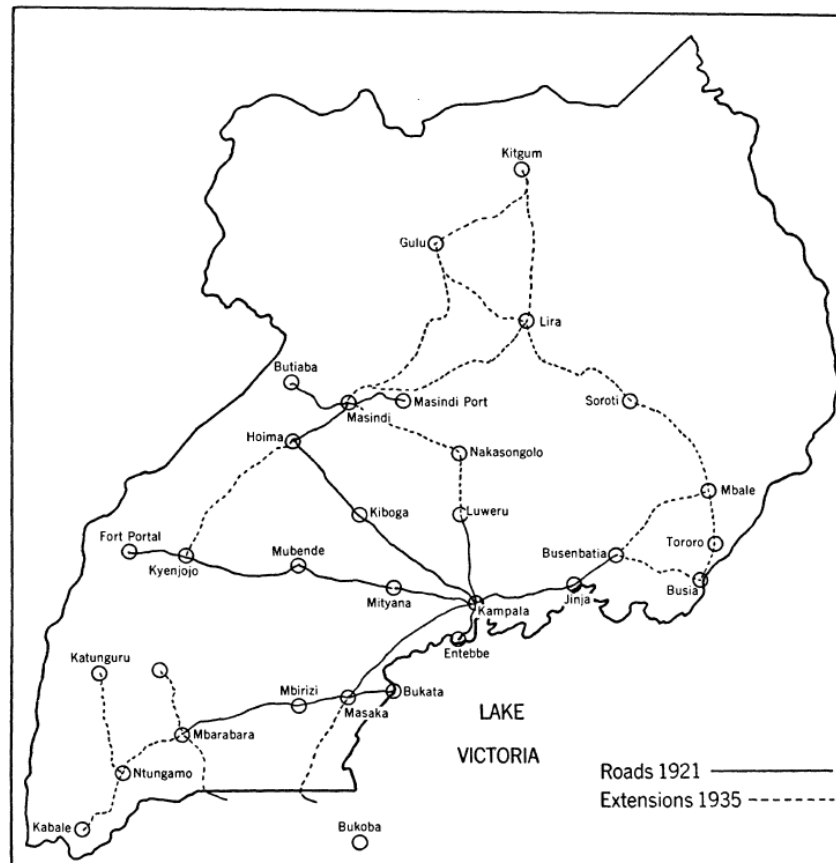 Kitgum
Gulu
Lira
Butiaba
Masindi Port
Masindi
Soroti
Hoima
Nakasongolo
Mbale
Kiboga
Luweru
Fort Portal
Tororo
Kyenjojo
Mubende
Busenbatia
Mityana
Kampala
Jinja
Busia
Entebbe
Katunguru
Mbirizi
Masaka
Bukata
LAKE
VICTORIA
Mbarabara
Ntungamo
Roads 1921
Extensions 1935
Kabale
Bukoba